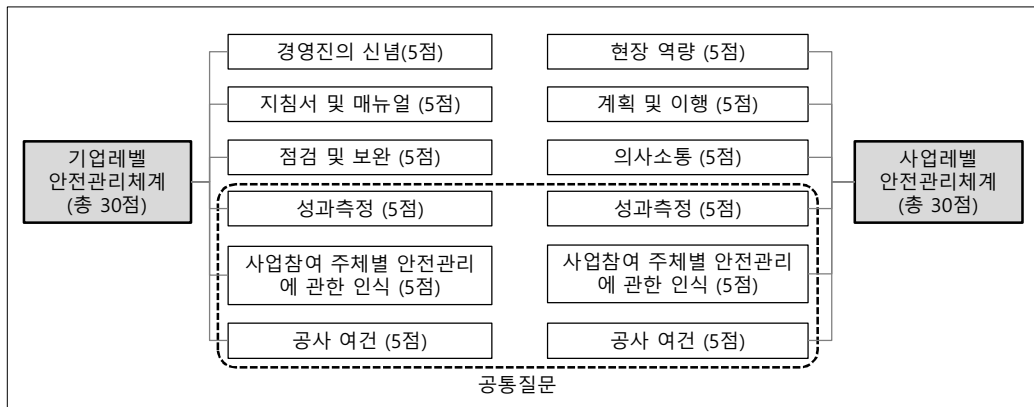 경영진의 신념(5점)
지침서 및 매뉴얼 (5점)
기업레벨
안전관리체계
(총 30점)
점검 및 보완 (5점)
성과측정 (5점)
사업참여 주체별 안전관리
에 관한 인식 (5점)
공사 여건 (5점)
현장 역량 (5점)
계획 및 이행 (5점)
의사소통 (5점)
사업레벨
안전관리체계
(총 30점)
성과측정 (5점)
사업참여 주체별 안전관리
에 관한 인식 (5점)
공사 여건 (5점)
공통질문